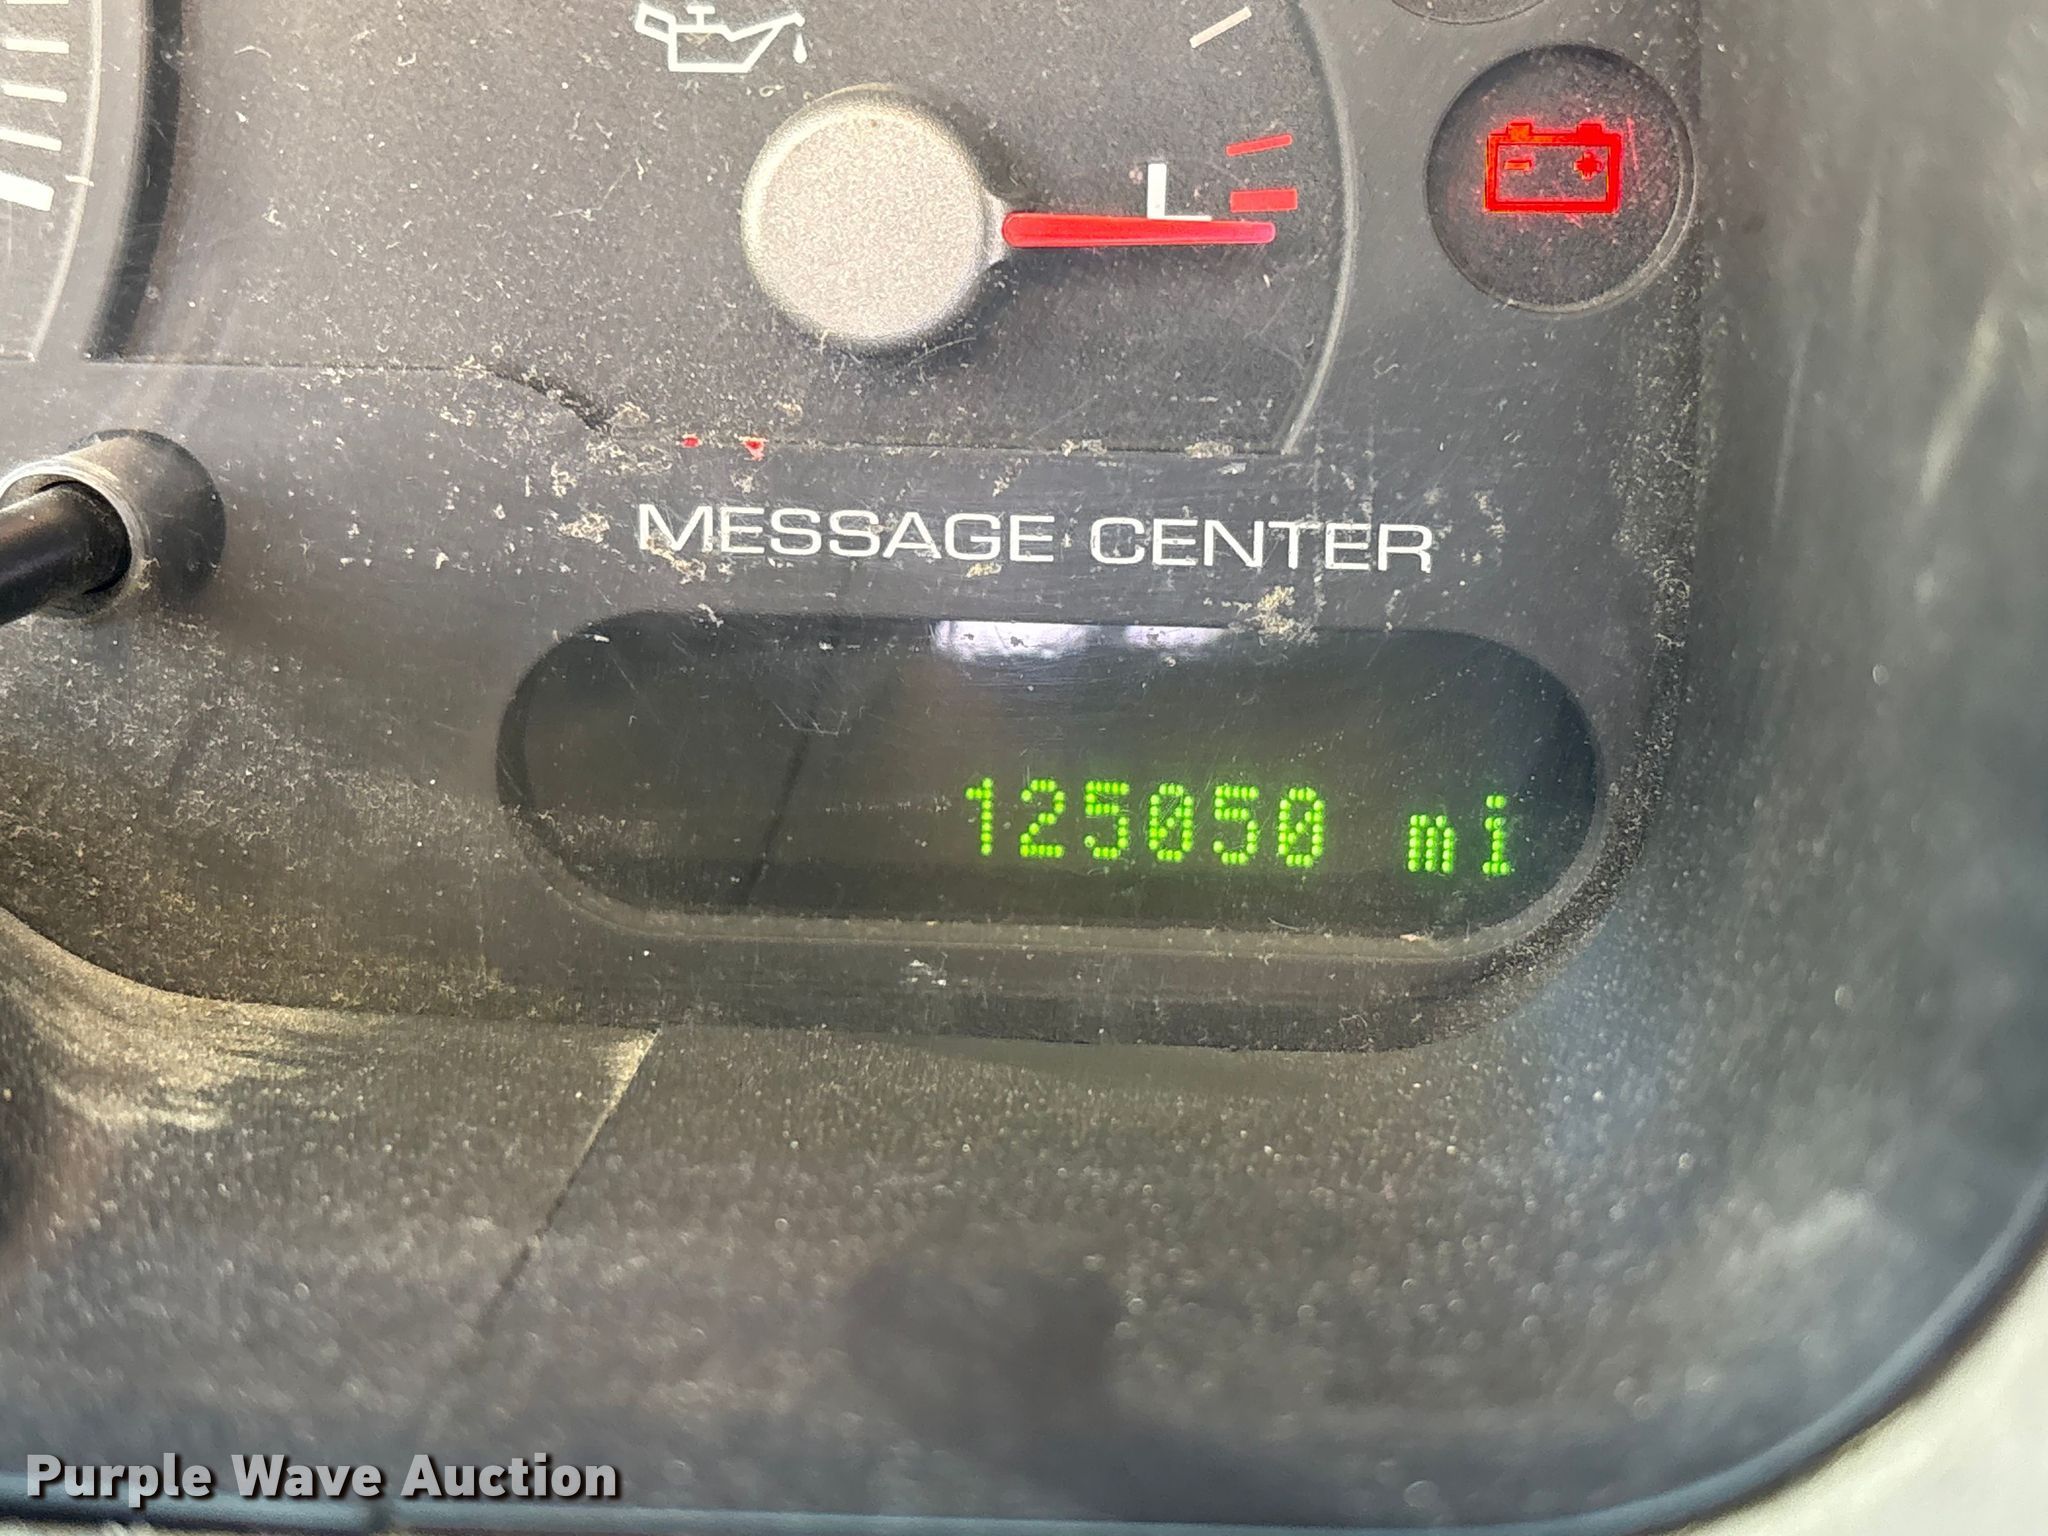 L
MESSAGE CENTER
125050 mi
Purple Wave Auction